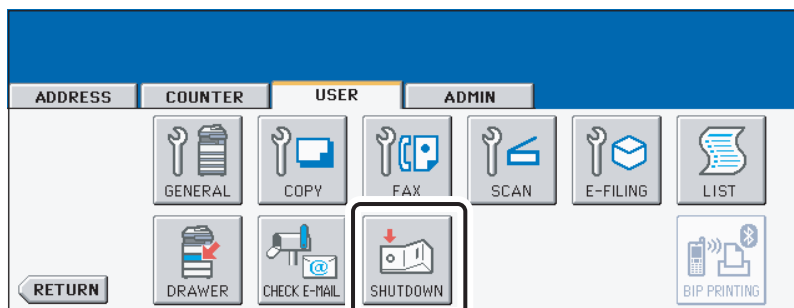 ADDRESS COUNTER USER ADMIN
GENERAL COPY FAX SCAN E-FILING LIST
DRAWER CHECK E-MAIL SHUTDOWN BIP PRINTING
RETURN